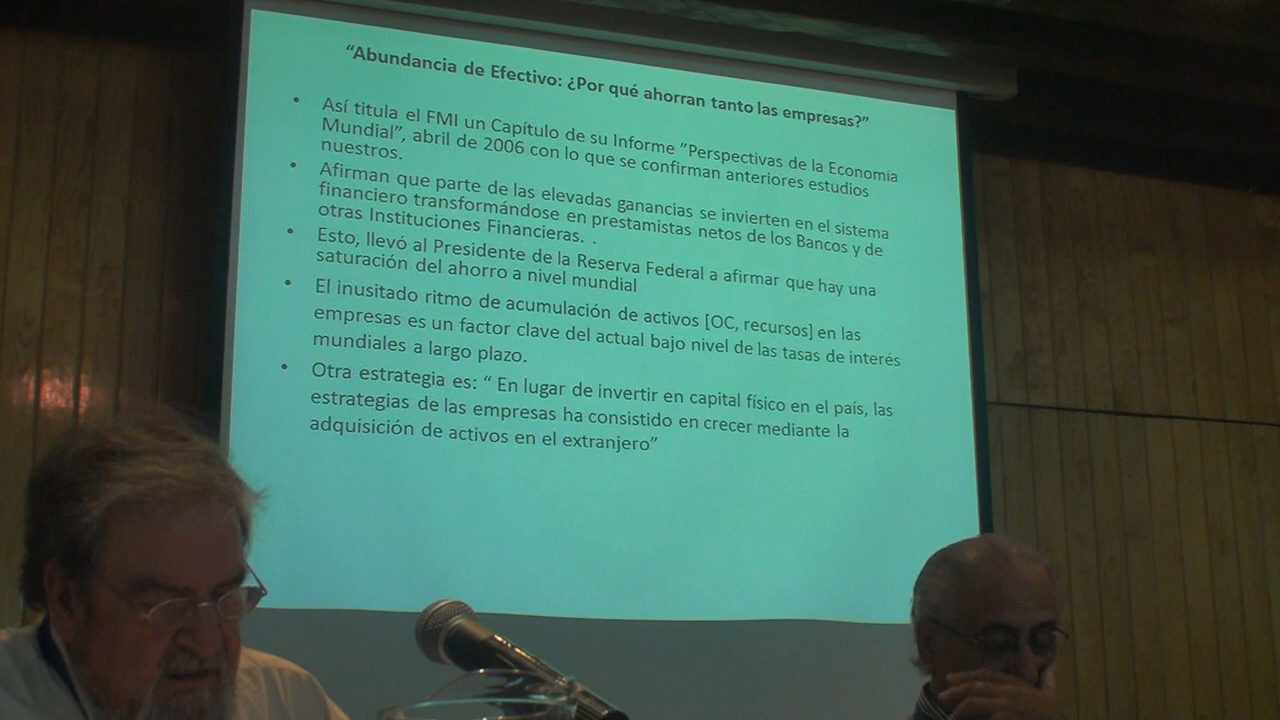 “Abundancia de Efectivo: ¿Por qué ahorran tanto las empresas?”
• Así titula el FMI un Capítulo de su Informe ”Perspectivas de la Economía
Mundial”, abril de 2006 con lo que se confirman anteriores estudios
nuestros.
• Afirman que parte de las elevadas ganancias se invierten en el sistema
financiero transformándose en prestamistas netos de los Bancos y de
otras Instituciones Financieras. .
• Esto, llevó al Presidente de la Reserva Federal a afirmar que hay una
saturación del ahorro a nivel mundial
• El inusitado ritmo de acumulación de activos [OC, recursos] en las
empresas es un factor clave del actual bajo nivel de las tasas de interés
mundiales a largo plazo.
• Otra estrategia es: “ En lugar de invertir en capital físico en el país, las
estrategias de las empresas ha consistido en crecer mediante la
adquisición de activos en el extranjero”